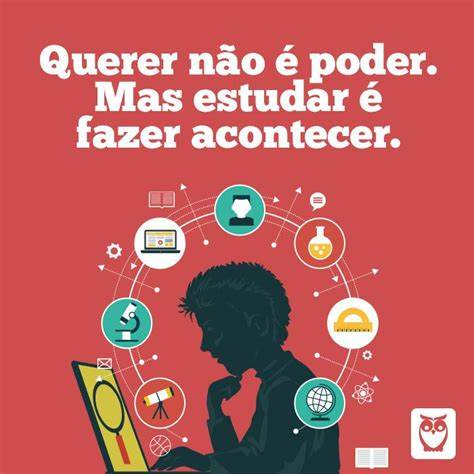 Querer não é poder.
Mas estudar é
fazer acontecer.